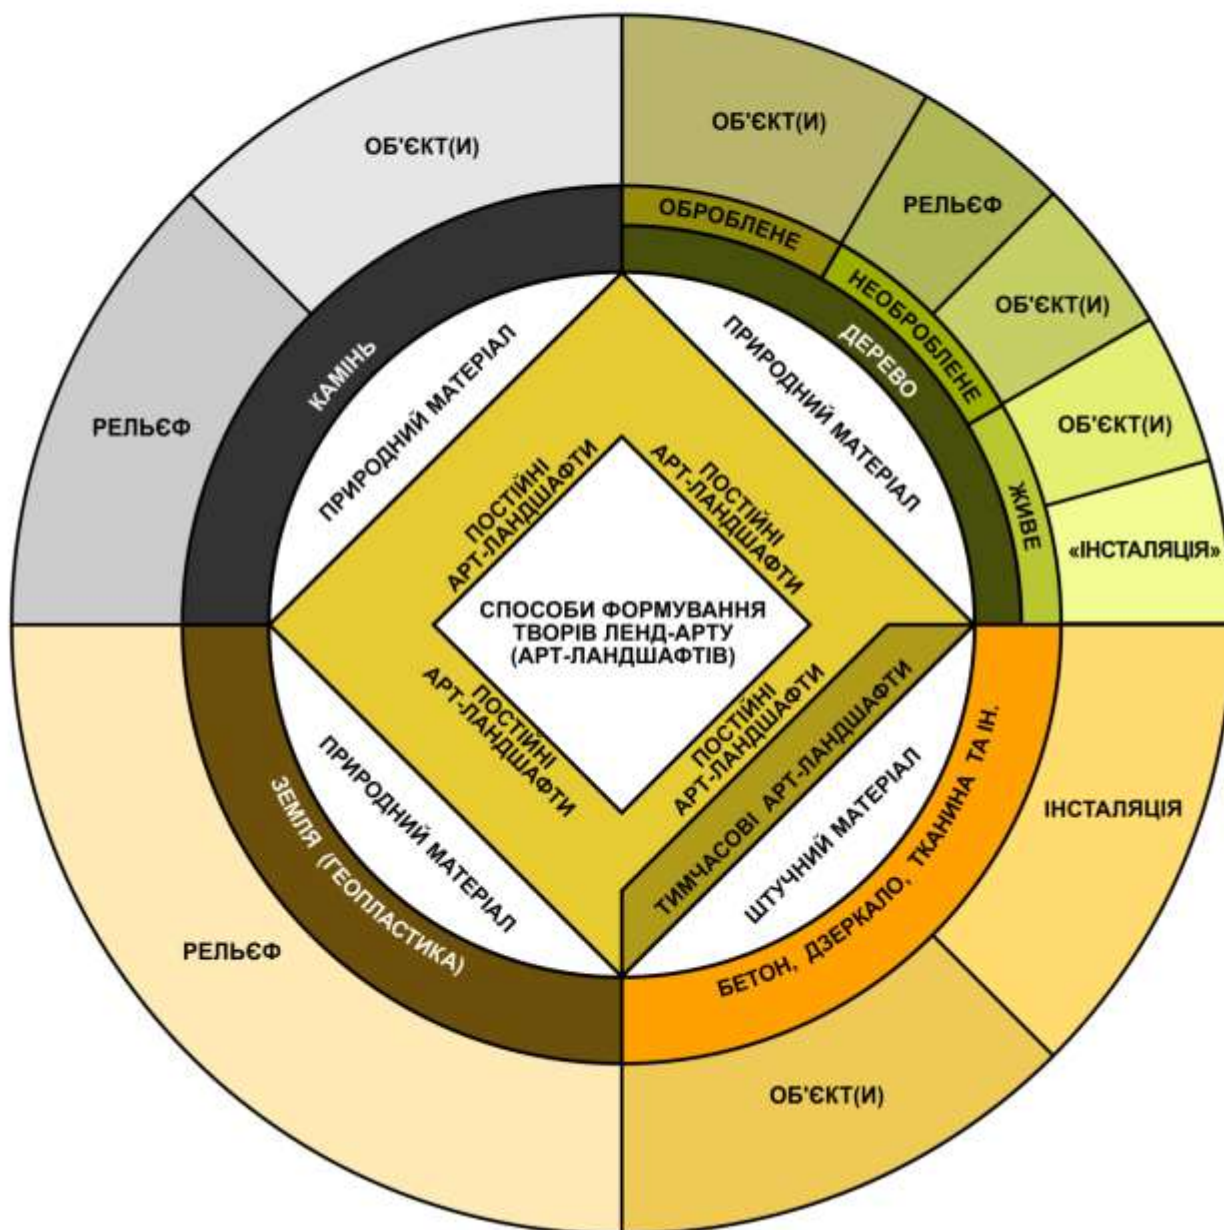 ОБ'ЄКТ(И)
ОБ'ЄКТ(И)
РЕЛЬЄФ
ОБРОБЛЕНЕ
НЕОБРОБЛЕНЕ
ОБ'ЄКТ(И)
ДЕРЕВО
КАМІНЬ
ПРИРОДНИЙ МАТЕРІАЛ
ПРИРОДНИЙ МАТЕРІАЛ
РЕЛЬЄФ
ОБ'ЄКТ(И)
ЖИВЕ
«ІНСТАЛЯЦІЯ»
ПОСТІЙНІ
АРТ-ЛАНДШАФТИ
ПОСТІЙНІ
АРТ-ЛАНДШАФТИ
СПОСОБИ ФОРМУВАННЯ
ТВОРІВ ЛЕНД-АРТУ
(АРТ-ЛАНДШАФТІВ)
ПОСТІЙНІ
АРТ-ЛАНДШАФТИ
ПОСТІЙНІ
АРТ-ЛАНДШАФТИ
ТИМЧАСОВІ АРТ-ЛАНДШАФТИ
ПРИРОДНИЙ МАТЕРІАЛ
ШТУЧНИЙ МАТЕРІАЛ
ЗЕМЛЯ (ГЕОПЛАСТИКА)
БЕТОН, ДЗЕРКАЛО, ТКАНИНА ТА ІН.
ІНСТАЛЯЦІЯ
РЕЛЬЄФ
ОБ'ЄКТ(И)